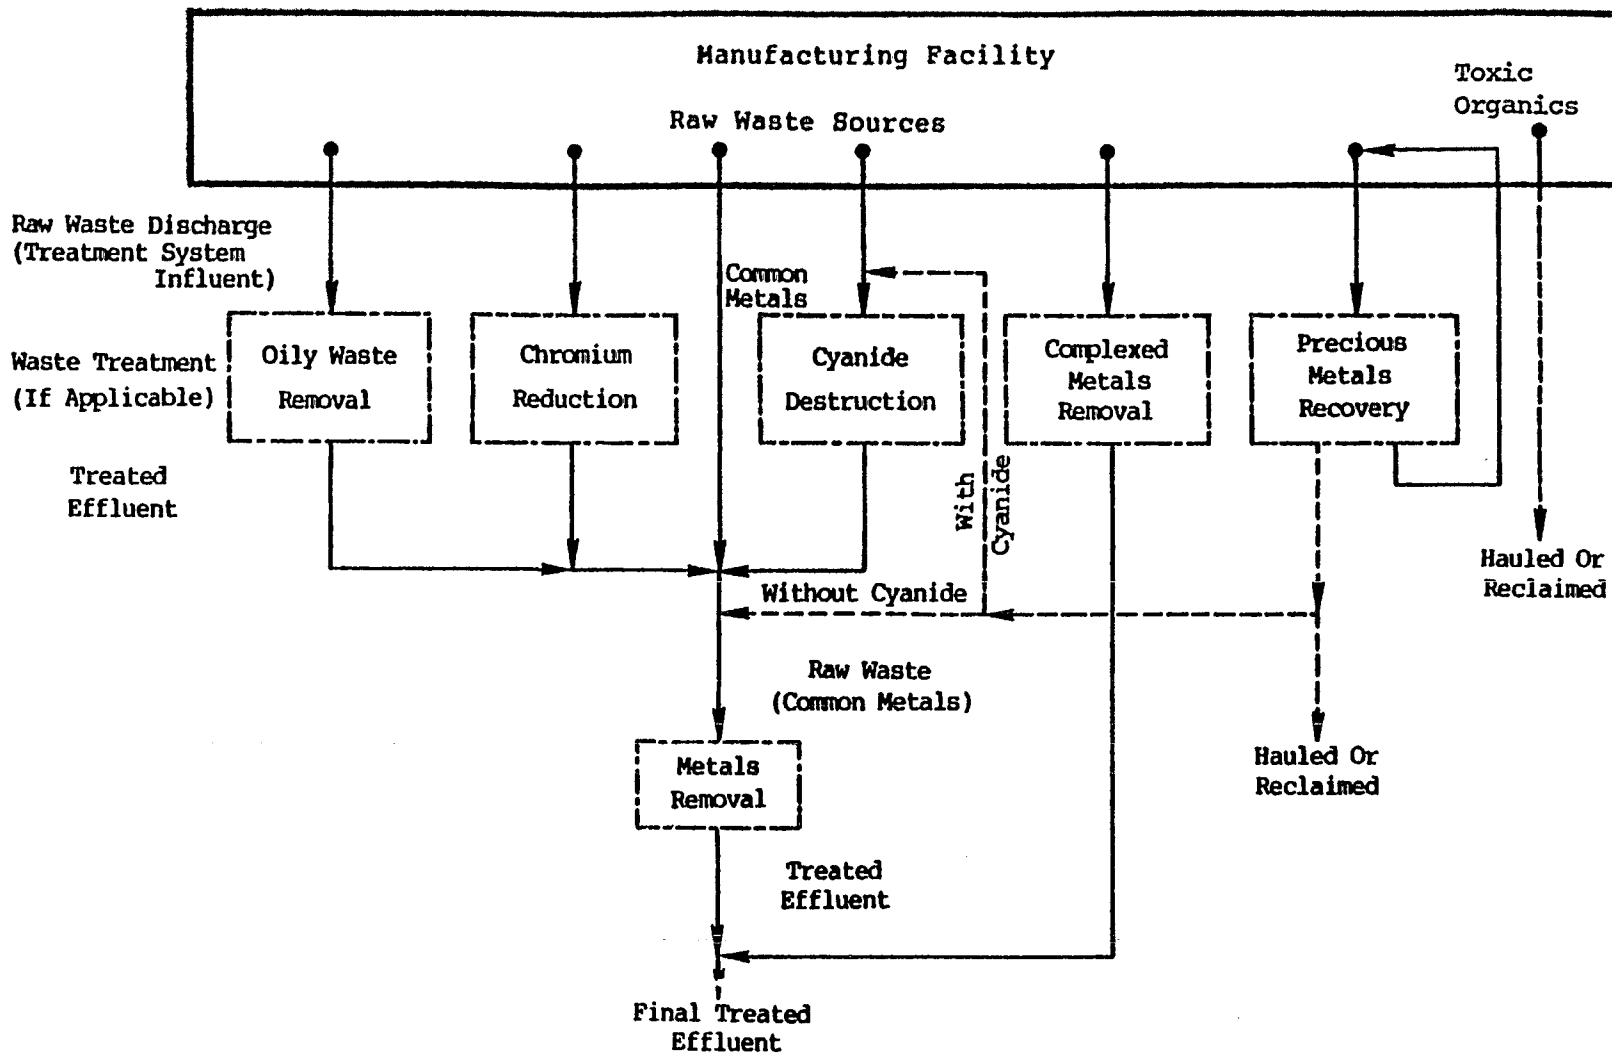 Manufacturing Facility
Toxic
Organics
Raw Waste Sources
Raw Waste Discharge
(Treatment System
Influent)
Common
Metals
Waste Treatment
(If Applicable)
Oily Waste
Removal
Chromium
Reduction
Cyanide
Destruction
Complexed
Metals
Removal
Precious
Metals
Recovery
Treated
Effluent
With
Cyanide
Hauled Or
Reclaimed
Without Cyanide
Raw Waste
(Common Metals)
Metals
Removal
Hauled Or
Reclaimed
Treated
Effluent
Final Treated
Effluent